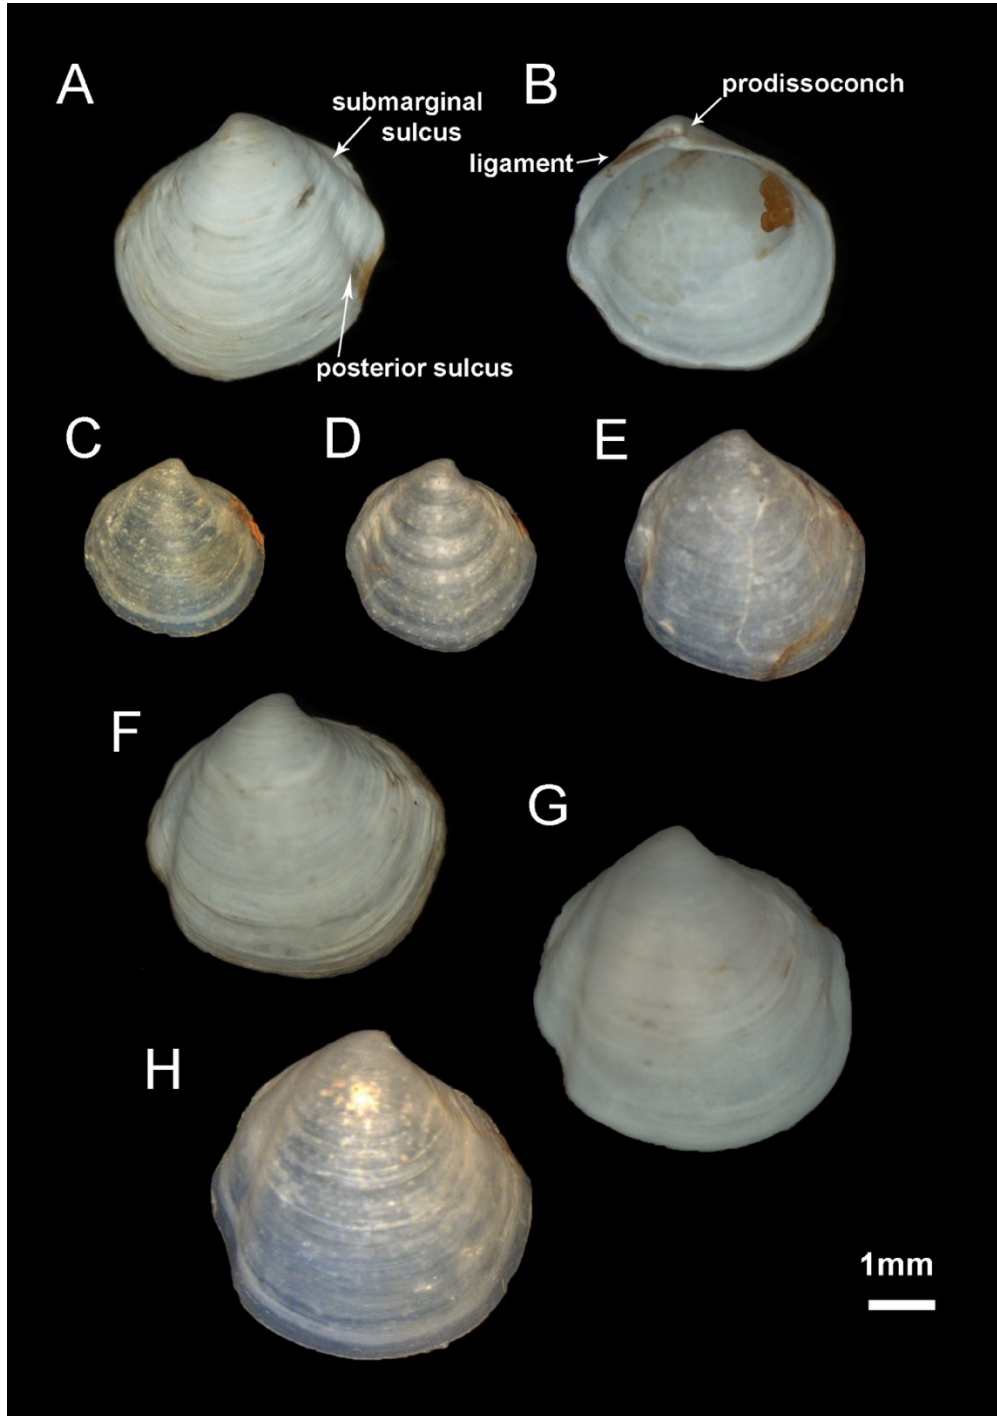 A
submarginal
sulcus
posterior sulcus
B
prodissoconch
ligament
C
D
E
F
G
H
1mm